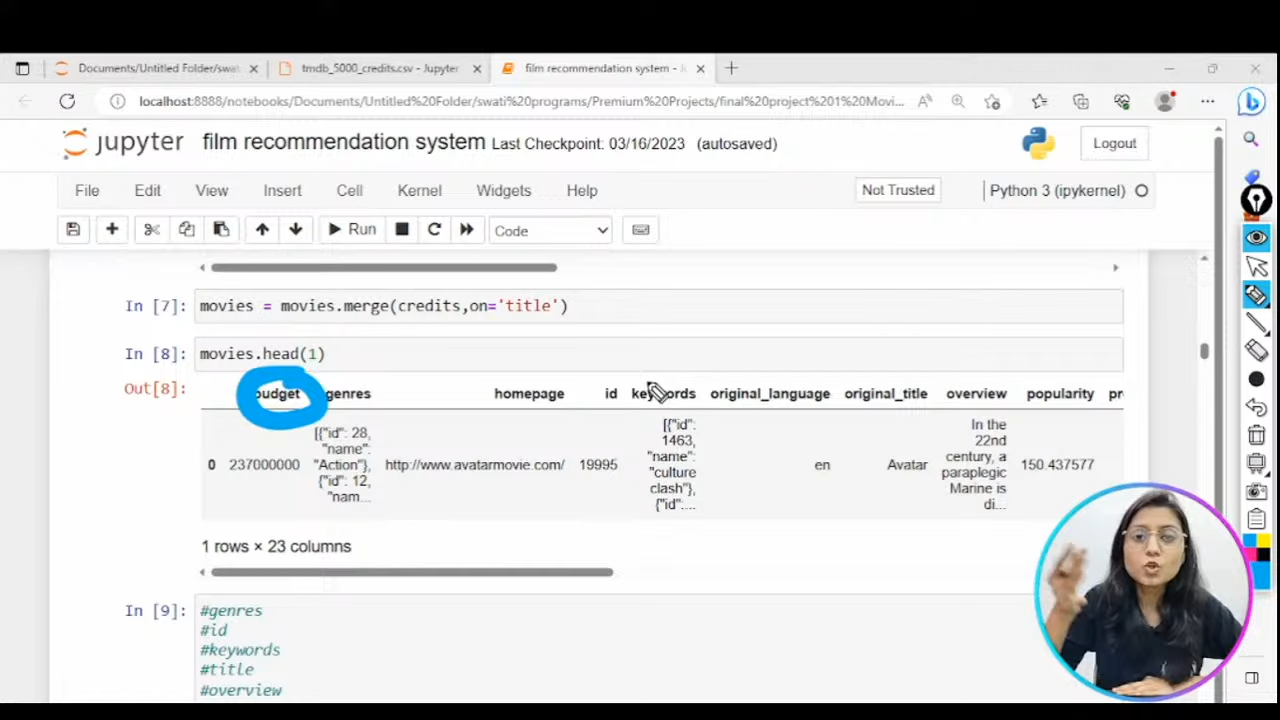 Documents/Untitled Folder/swat
tmdb_5000_credits.csv - Jupyter
film recommendation system - J
localhost:8888/notebooks/Documents/Untitled%20Folder/swati%20programs/Premium%20Projects/final%20project%201%20Movi...
jupyter film recommendation system Last Checkpoint: 03/16/2023 (autosaved)
Logout
File Edit View Insert Cell Kernel Widgets Help
Not Trusted
Python 3 (ipykernel)
Run
Code
In [7]: movies = movies.merge(credits,on='title')
In [8]: movies.head(1)
Out[8]:
budget genres homepage id keywords original_language original_title overview popularity pr
0 237000000 [{"id": 28, "name": "Action"}, {"id": 12, "nam... http://www.avatarmovie.com/ 19995 [{"id": 1463, "name": "culture clash"}, {"id":... en Avatar In the 22nd century, a paraplegic Marine is di... 150.437577
1 rows × 23 columns
In [9]: #genres
#id
#keywords
#title
#overview